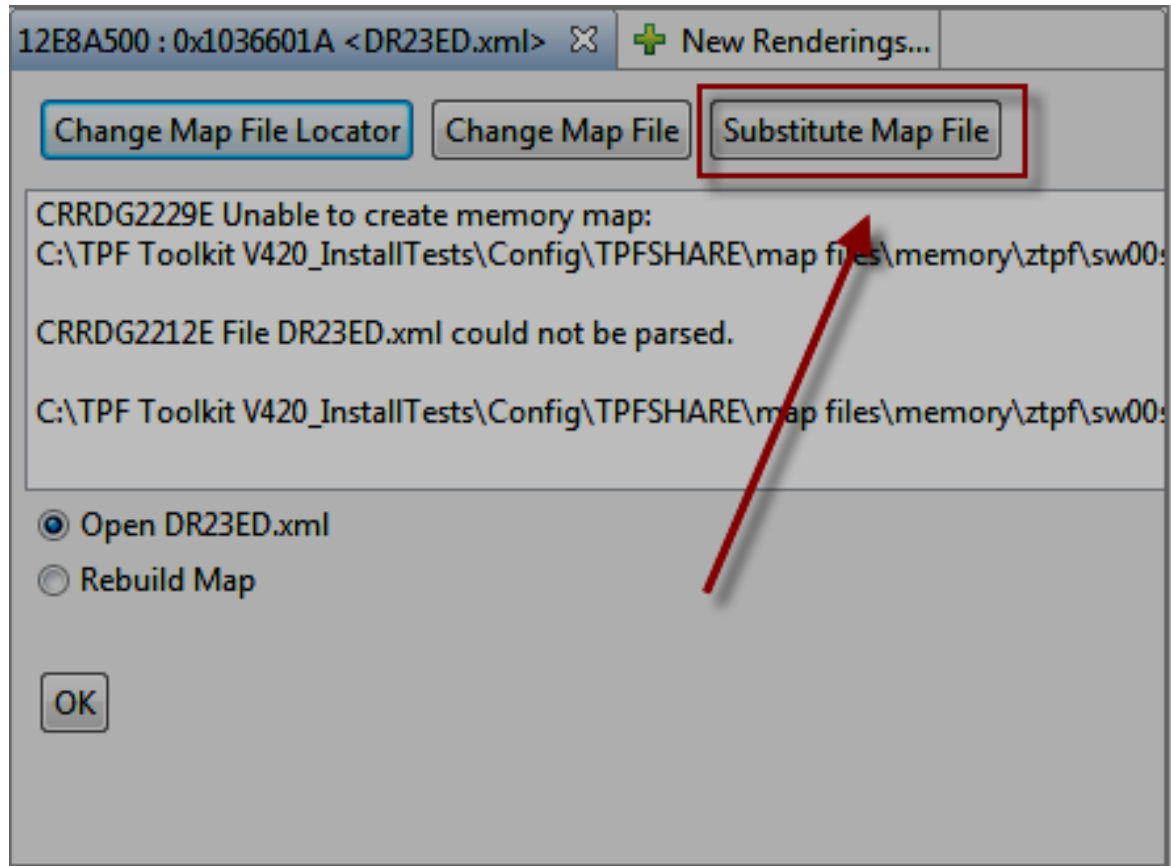 12E8A500 : 0x1036601A <DR23ED.xml> New Renderings...
Change Map File Locator Change Map File Substitute Map File
CRRDG2229E Unable to create memory map:
C:\TPF Toolkit V420_InstallTests\Config\TPFSHARE\map files\memory\ztpf\sw00
CRRDG2212E File DR23ED.xml could not be parsed.
C:\TPF Toolkit V420_InstallTests\Config\TPFSHARE\map files\memory\ztpf\sw00
Open DR23ED.xml
Rebuild Map
OK